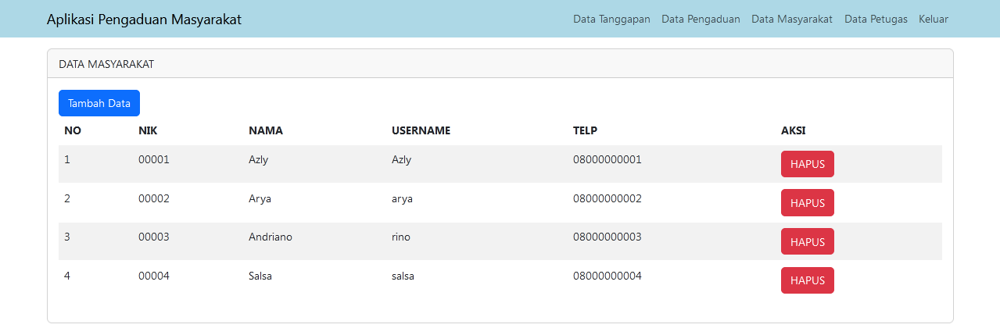 Aplikasi Pengaduan Masyarakat Data Tanggapan Data Pengaduan Data Masyarakat Data Petugas Keluar
DATA MASYARAKAT
Tambah Data
NO NIK NAMA USERNAME TELP AKSI
1 00001 Azly Azly 08000000001 HAPUS
2 00002 Arya arya 08000000002 HAPUS
3 00003 Andriano rino 08000000003 HAPUS
4 00004 Salsa salsa 08000000004 HAPUS